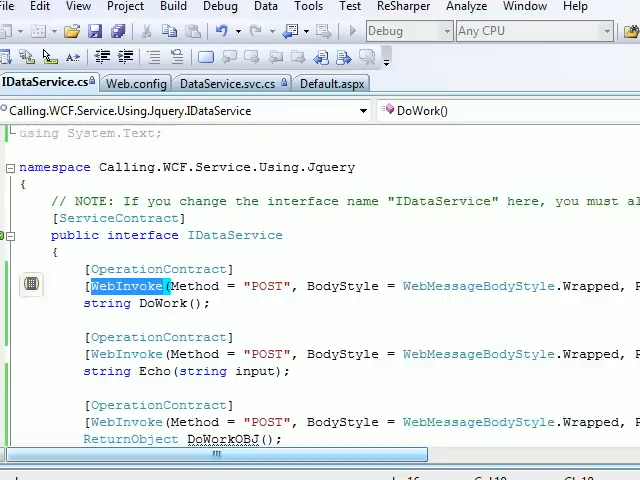 File Edit View Project Build Debug Data Tools Test ReSharper Analyze Window Help
Debug Any CPU
IDataService.cs Web.config DataService.svc.cs Default.aspx
Calling.WCF.Service.Using.Jquery.IDataService DoWork()
using System.Text;
namespace Calling.WCF.Service.Using.Jquery
{
// NOTE: If you change the interface name "IDataService" here, you must al
[ServiceContract]
public interface IDataService
{
[OperationContract]
[WebInvoke(Method = "POST", BodyStyle = WebMessageBodyStyle.Wrapped, R
string DoWork();
[OperationContract]
[WebInvoke(Method = "POST", BodyStyle = WebMessageBodyStyle.Wrapped, R
string Echo(string input);
[OperationContract]
[WebInvoke(Method = "POST", BodyStyle = WebMessageBodyStyle.Wrapped, R
ReturnObject DoWorkOBJ();